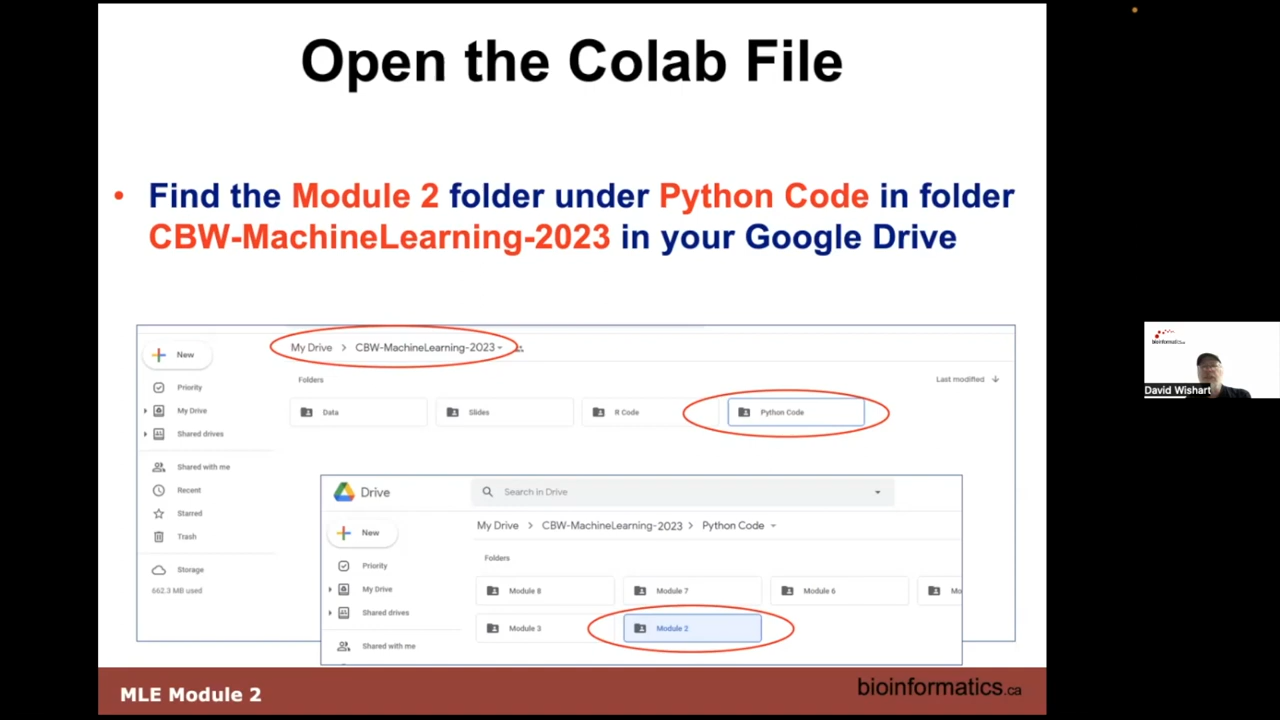 Open the Colab File
• Find the Module 2 folder under Python Code in folder
CBW-MachineLearning-2023 in your Google Drive
New
My Drive > CBW-MachineLearning-2023
Priority
Folders
Last modified
My Drive
Data
Slides
R Code
Python Code
Shared drives
Shared with me
Recent
Starred
Trash
Storage
662.3 MB used
Drive
Search in Drive
New
My Drive > CBW-MachineLearning-2023 > Python Code
Priority
Folders
My Drive
Module 8
Module 7
Module 6
Mo
Shared drives
Module 3
Module 2
Shared with me
MLE Module 2
bioinformatics.ca
bioinformatics.ca
David Wishart